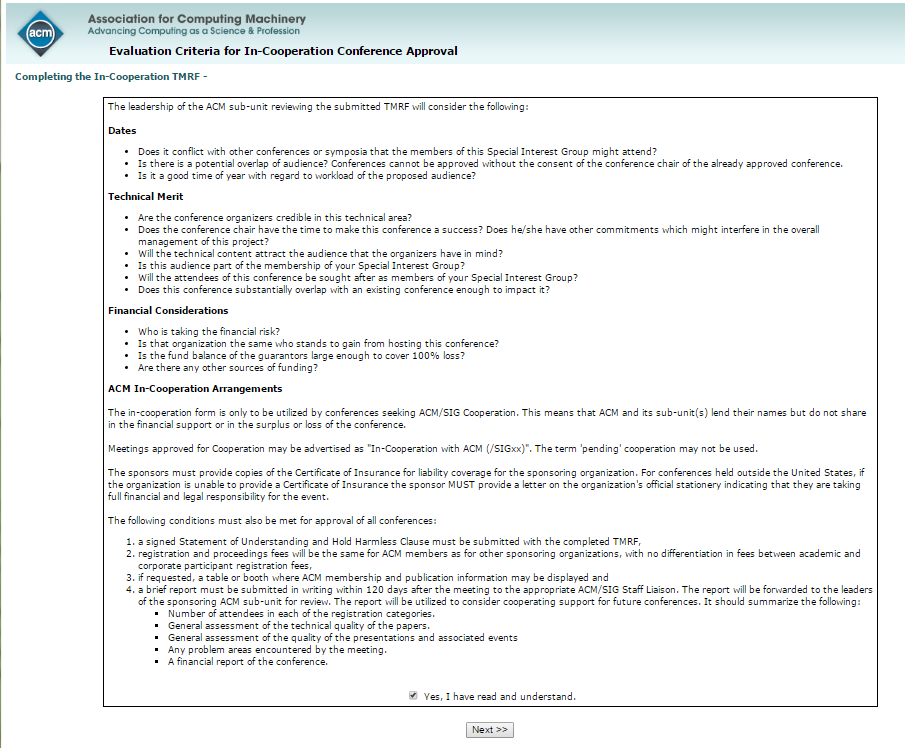 acm
Association for Computing Machinery
Advancing Computing as a Science & Profession
Evaluation Criteria for In-Cooperation Conference Approval
Completing the In-Cooperation TMRF -
The leadership of the ACM sub-unit reviewing the submitted TMRF will consider the following:
Dates
• Does it conflict with other conferences or symposia that the members of this Special Interest Group might attend?
• Is there is a potential overlap of audience? Conferences cannot be approved without the consent of the conference chair of the already approved conference.
• Is it a good time of year with regard to workload of the proposed audience?
Technical Merit
• Are the conference organizers credible in this technical area?
• Does the conference chair have the time to make this conference a success? Does he/she have other commitments which might interfere in the overall
management of this project?
• Will the technical content attract the audience that the organizers have in mind?
• Is this audience part of the membership of your Special Interest Group?
• Will the attendees of this conference be sought after as members of your Special Interest Group?
• Does this conference substantially overlap with an existing conference enough to impact it?
Financial Considerations
• Who is taking the financial risk?
• Is that organization the same who stands to gain from hosting this conference?
• Is the fund balance of the guarantors large enough to cover 100% loss?
• Are there any other sources of funding?
ACM In-Cooperation Arrangements
The in-cooperation form is only to be utilized by conferences seeking ACM/SIG Cooperation. This means that ACM and its sub-unit(s) lend their names but do not share
in the financial support or in the surplus or loss of the conference.
Meetings approved for Cooperation may be advertised as "In-Cooperation with ACM (/SIGxx)". The term 'pending' cooperation may not be used.
The sponsors must provide copies of the Certificate of Insurance for liability coverage for the sponsoring organization. For conferences held outside the United States, if
the organization is unable to provide a Certificate of Insurance the sponsor MUST provide a letter on the organization's official stationery indicating that they are taking
full financial and legal responsibility for the event.
The following conditions must also be met for approval of all conferences:
1. a signed Statement of Understanding and Hold Harmless Clause must be submitted with the completed TMRF,
2. registration and proceedings fees will be the same for ACM members as for other sponsoring organizations, with no differentiation in fees between academic and
corporate participant registration fees,
3. if requested, a table or booth where ACM membership and publication information may be displayed and
4. a brief report must be submitted in writing within 120 days after the meeting to the appropriate ACM/SIG Staff Liaison. The report will be forwarded to the leaders
of the sponsoring ACM sub-unit for review. The report will be utilized to consider cooperating support for future conferences. It should summarize the following:
▪ Number of attendees in each of the registration categories.
▪ General assessment of the technical quality of the papers.
▪ General assessment of the quality of the presentations and associated events
▪ Any problem areas encountered by the meeting.
▪ A financial report of the conference.
Yes, I have read and understand.
Next >>